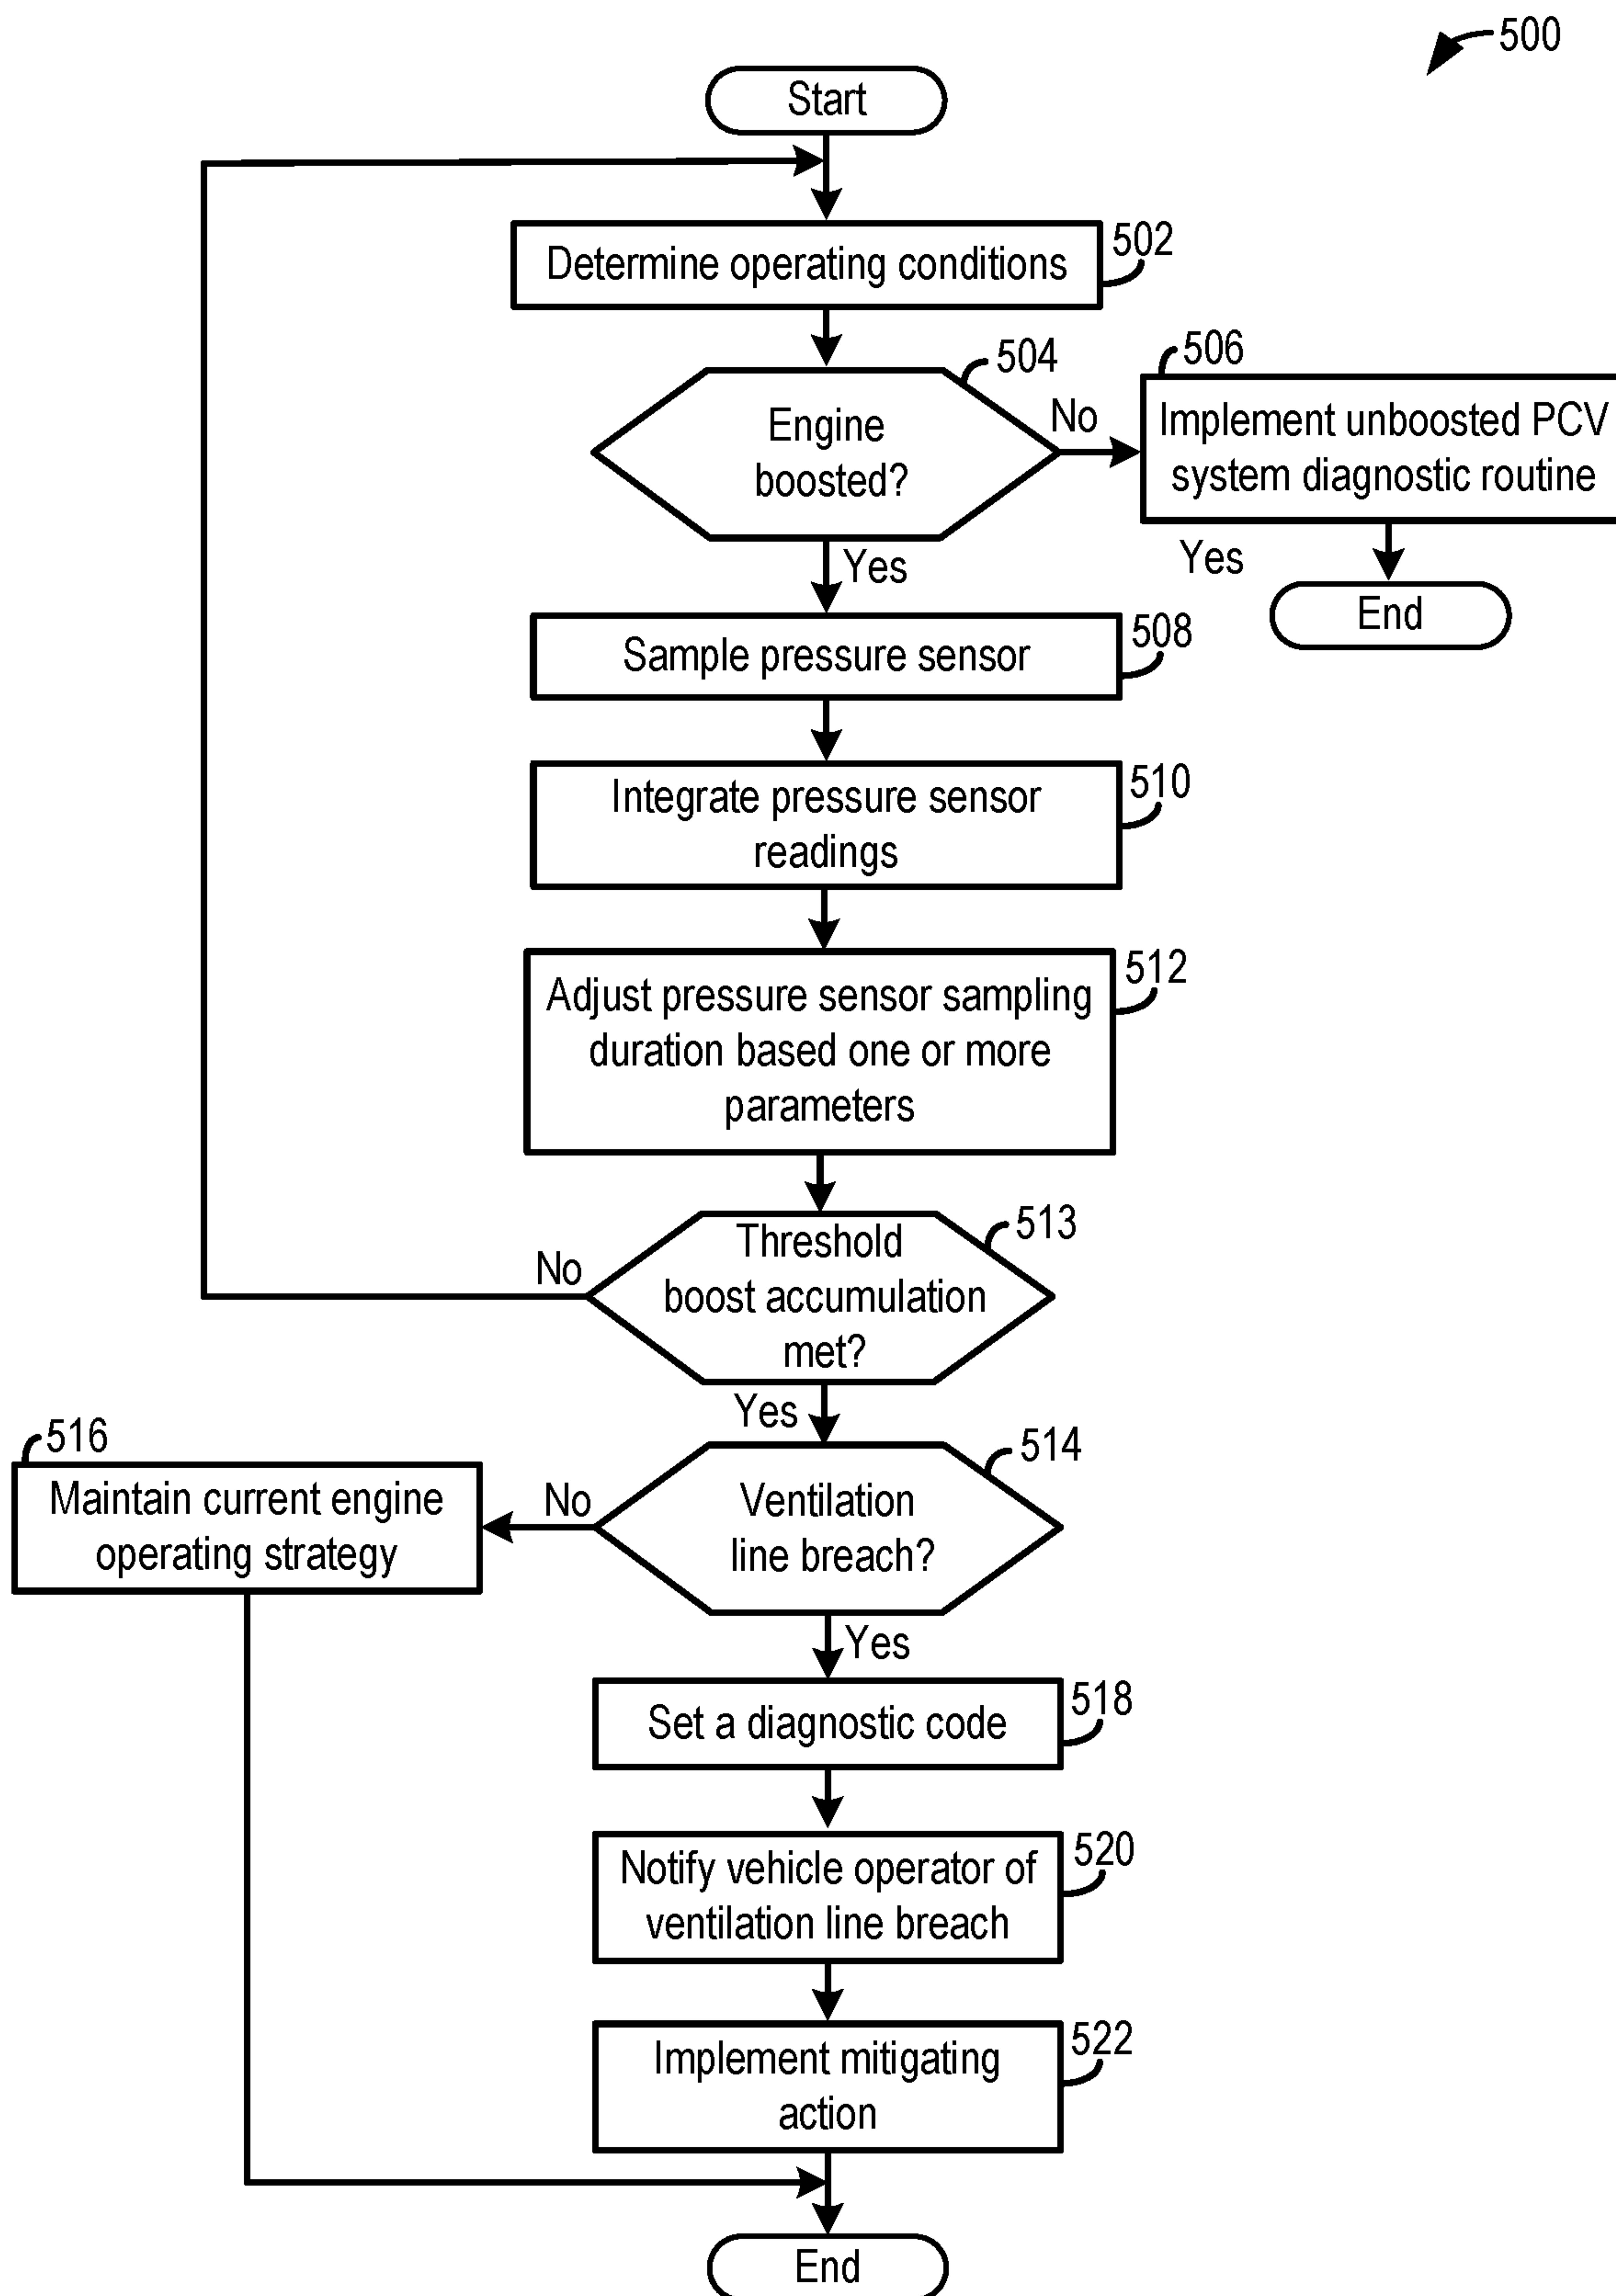 500
Start
Determine operating conditions
502
504
Engine
boosted?
No
506
Implement unboosted PCV
system diagnostic routine
Yes
Yes
End
Sample pressure sensor
508
Integrate pressure sensor
readings
510
Adjust pressure sensor sampling
duration based one or more
parameters
512
Threshold
boost accumulation
met?
513
No
Yes
516
Maintain current engine
operating strategy
No
Ventilation
line breach?
514
Yes
Set a diagnostic code
518
Notify vehicle operator of
ventilation line breach
520
Implement mitigating
action
522
End